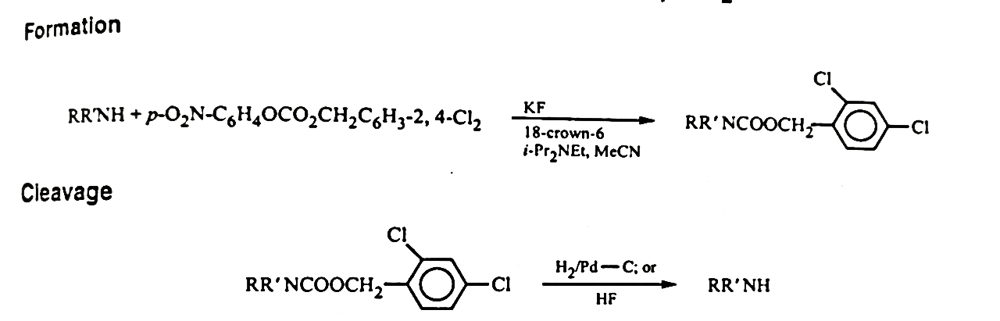 Formation
Cl
RR'NH + p-O₂N-C₆H₄OCO₂CH₂C₆H₃-2, 4-Cl₂
KF
18-crown-6
i-Pr₂NEt, MeCN
RR'NCOOCH₂
Cl
Cleavage
Cl
RR'NCOOCH₂
Cl
H₂/Pd—C; or
HF
RR'NH